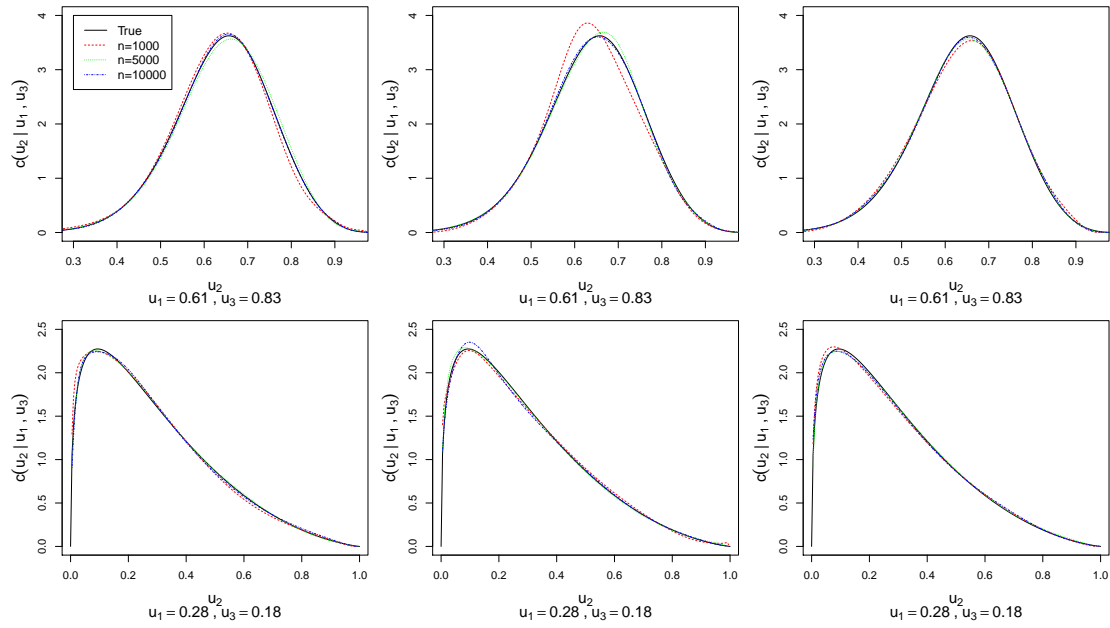 4
3
2
1
0
c(u₂ | u₁ , u₃)
True
n=1000
n=5000
n=10000
0.3 0.4 0.5 0.6 0.7 0.8 0.9
u₂
u₁ = 0.61 , u₃ = 0.83
4
3
2
1
0
c(u₂ | u₁ , u₃)
0.3 0.4 0.5 0.6 0.7 0.8 0.9
u₂
u₁ = 0.61 , u₃ = 0.83
4
3
2
1
0
c(u₂ | u₁ , u₃)
0.3 0.4 0.5 0.6 0.7 0.8 0.9
u₂
u₁ = 0.61 , u₃ = 0.83
2.5
2.0
1.5
1.0
0.5
0.0
c(u₂ | u₁ , u₃)
0.0 0.2 0.4 0.6 0.8 1.0
u₂
u₁ = 0.28 , u₃ = 0.18
2.5
2.0
1.5
1.0
0.5
0.0
c(u₂ | u₁ , u₃)
0.0 0.2 0.4 0.6 0.8 1.0
u₂
u₁ = 0.28 , u₃ = 0.18
2.5
2.0
1.5
1.0
0.5
0.0
c(u₂ | u₁ , u₃)
0.0 0.2 0.4 0.6 0.8 1.0
u₂
u₁ = 0.28 , u₃ = 0.18